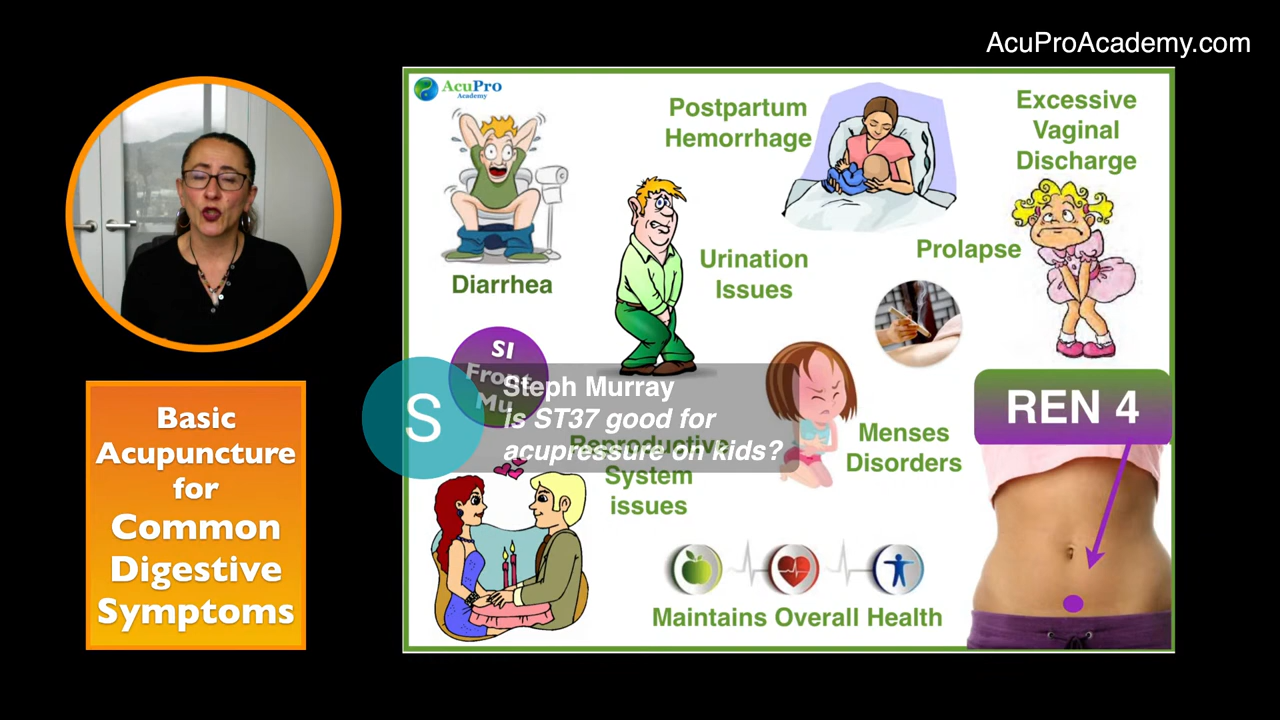 AcuProAcademy.com
AcuPro
Academy
Diarrhea
Postpartum
Hemorrhage
Excessive
Vaginal
Discharge
Urination
Issues
Prolapse
SI
Front
Mu
S
Steph Murray
is ST37 good for
acupressure on kids?
Reproductive
System
issues
Menses
Disorders
REN 4
Maintains Overall Health
Basic
Acupuncture
for
Common
Digestive
Symptoms